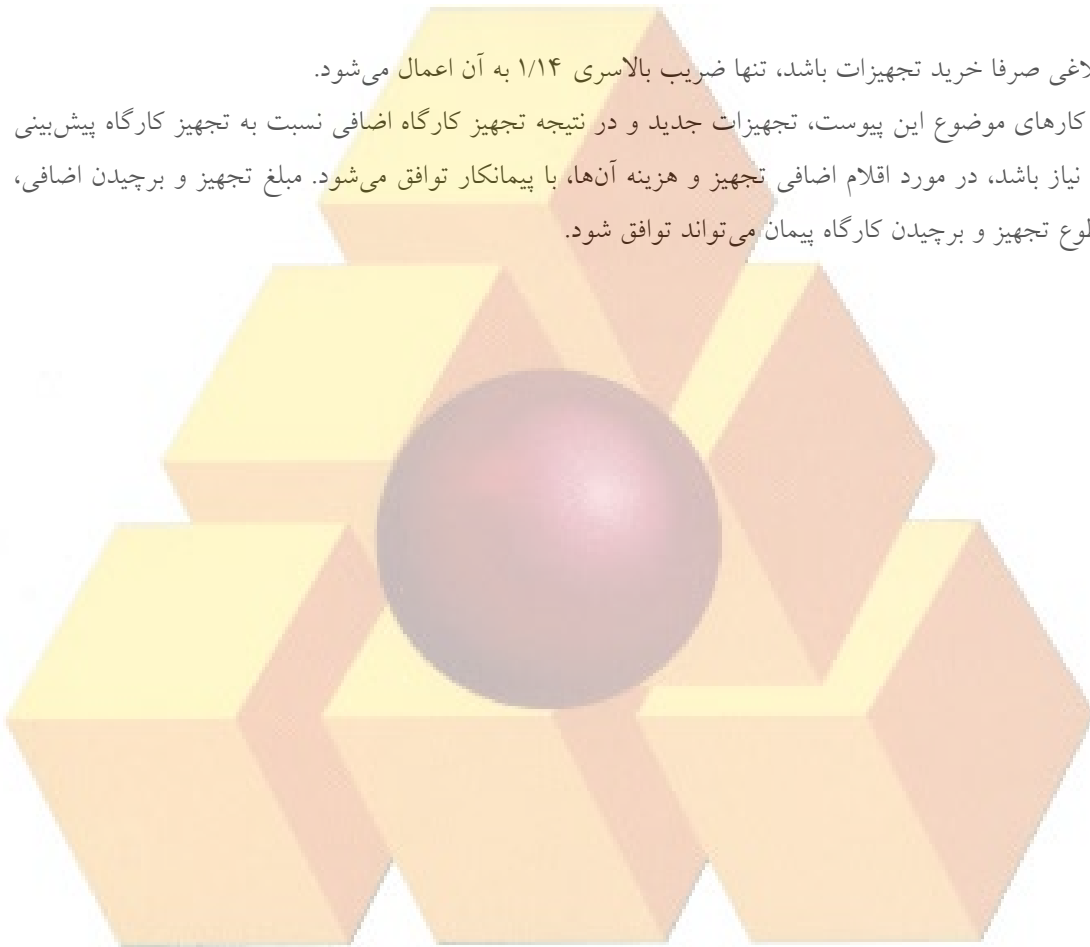 صرفا خرید تجهیزات باشد، تنها ضریب بالاسری ۱/۱۴ به آن اعمال می‌شود.
کارهای موضوع این پیوست، تجهیزات جدید و در نتیجه تجهیز کارگاه اضافی نسبت به تجهیز کارگاه پیش‌بینی
نیاز باشد، در مورد اقلام اضافی تجهیز و هزینه آن‌ها، با پیمانکار توافق می‌شود. مبلغ تجهیز و برچیدن اضافی،
تجهیز و برچیدن کارگاه پیمان می‌تواند توافق شود.